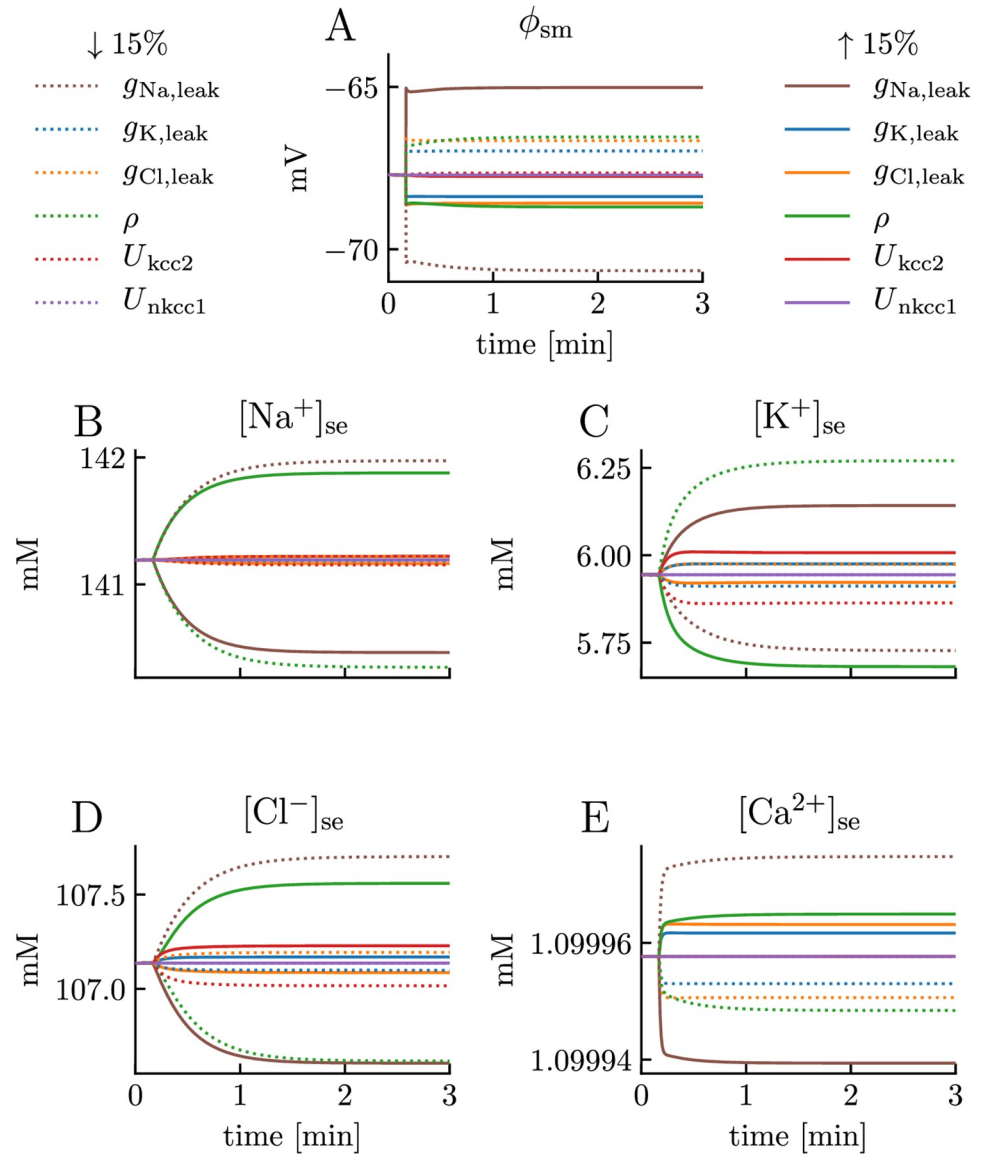 ↓ 15%
g_Na,leak
g_K,leak
g_Cl,leak
ρ
U_kcc2
U_nkcc1
A
ϕ_sm
−65
−70
mV
0 1 2 3
time [min]
↑ 15%
g_Na,leak
g_K,leak
g_Cl,leak
ρ
U_kcc2
U_nkcc1
B
[Na⁺]_se
142
141
mM
C
[K⁺]_se
6.25
6.00
5.75
mM
D
[Cl⁻]_se
107.5
107.0
mM
0 1 2 3
time [min]
E
[Ca²⁺]_se
1.09996
1.09994
mM
0 1 2 3
time [min]